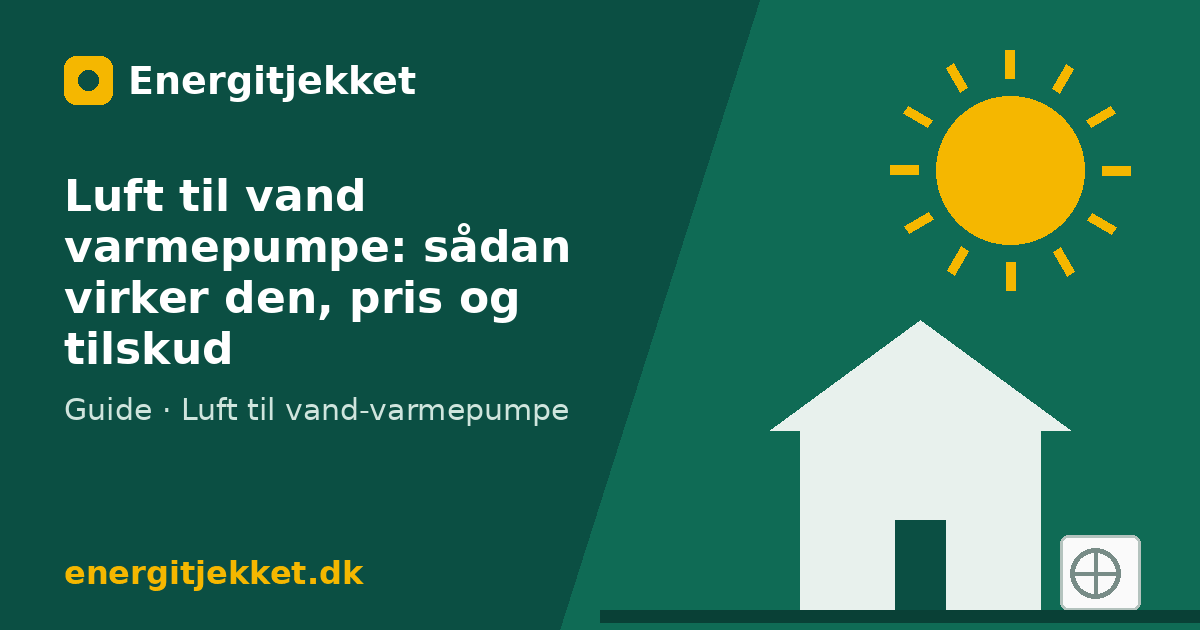 Energitjekket
Luft til vand
varmepumpe: sådan
virker den, pris og
tilskud
Guide · Luft til vand-varmepumpe
energitjekket.dk